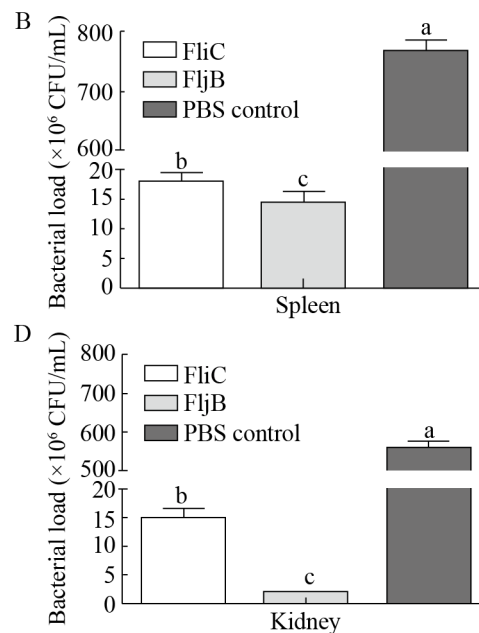 B
Bacterial load (×10⁶ CFU/mL)
800
700
600
20
15
10
5
0
FliC
FljB
PBS control
b
c
a
Spleen
D
Bacterial load (×10⁶ CFU/mL)
800
700
600
500
20
15
10
5
0
FliC
FljB
PBS control
b
c
a
Kidney